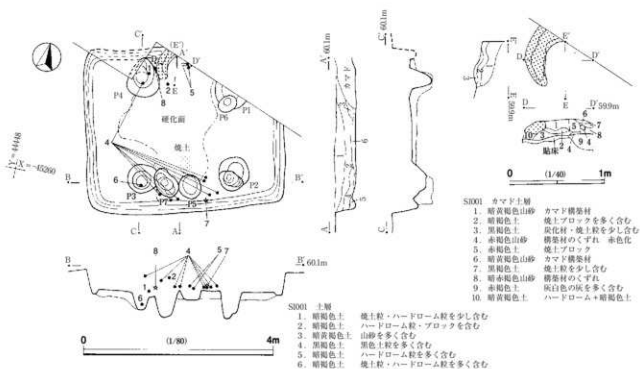 C'
(E')
A'
D'
E
P4
P6
P1
硬化面
焼土
P3
P7
P5
P2
Y=44448
X=-45260
B
B'
C
A
60.1m
カマド
59.9m
貼床
0 (1/40) 1m
SI001 カマド土層
1. 暗黄褐色山砂 カマド構築材
2. 暗褐色土 焼土ブロックを多く含む
3. 黒褐色土 炭化材・焼土粒を少し含む
4. 赤褐色山砂 構築材のくずれ 赤色化
5. 赤褐色土 焼土ブロック
6. 暗黄褐色山砂 カマド構築材
7. 黒褐色土 焼土粒を少し含む
8. 暗赤褐色山砂 構築材のくずれ
9. 赤褐色土 灰白色の灰を多く含む
10. 暗黄褐色土 ハードローム+暗褐色土
B
B' 60.1m
0 (1/80) 4m
SI001 土層
1. 暗褐色土 焼土粒・ハードローム粒を少し含む
2. 暗褐色土 ハードローム粒・ブロックを含む
3. 暗黄褐色土 山砂を多く含む
4. 黒褐色土 黒色土粒を多く含む
5. 暗褐色土 ハードローム粒を多く含む
6. 暗褐色土 焼土粒・ハードローム粒を多く含む